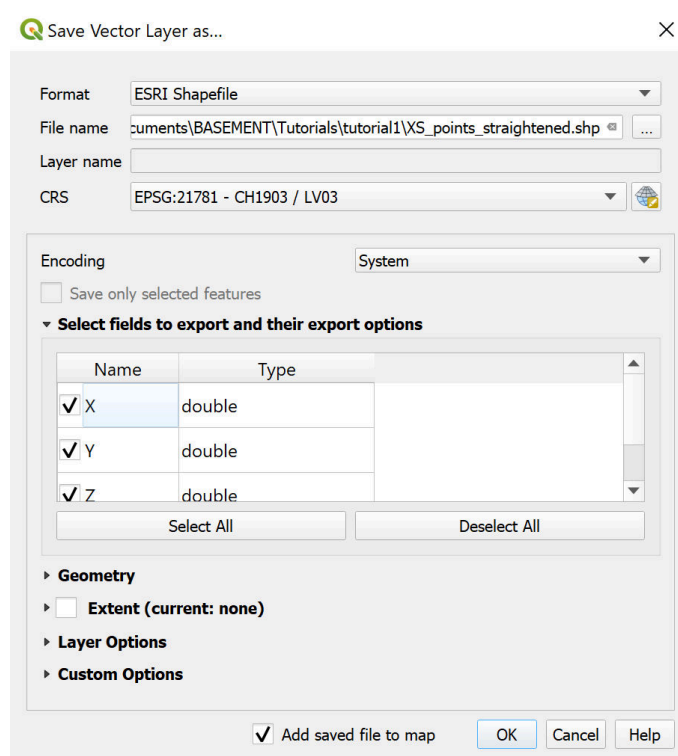 Save Vector Layer as...
Format ESRI Shapefile
File name cuments\BASEMENT\Tutorials\tutorial1\XS_points_straightened.shp ...
Layer name
CRS EPSG:21781 - CH1903 / LV03
Encoding System
Save only selected features
Select fields to export and their export options
Name Type
X double
Y double
Z double
Select All Deselect All
Geometry
Extent (current: none)
Layer Options
Custom Options
Add saved file to map OK Cancel Help